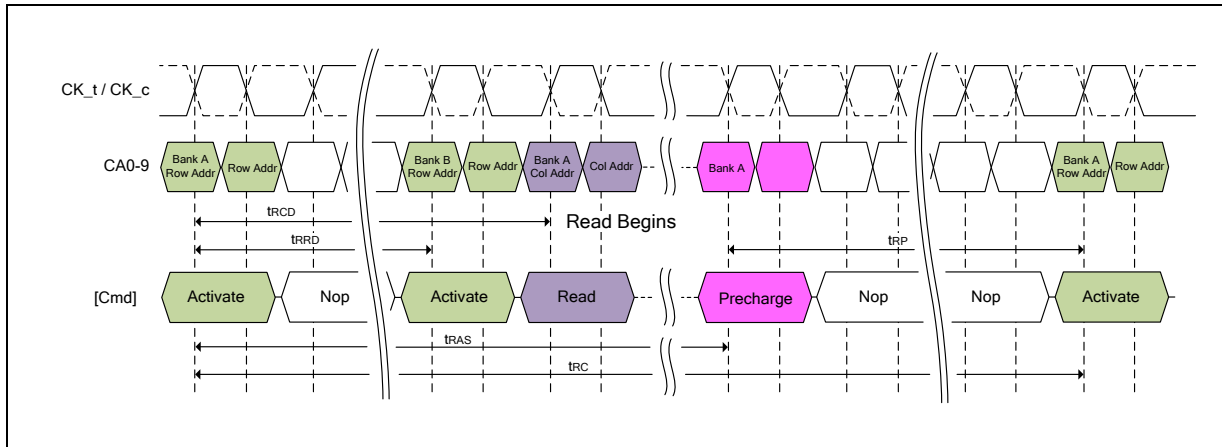 CK_t / CK_c
CA0-9
Bank A
Row Addr
Row Addr
Bank B
Row Addr
Row Addr
Bank A
Col Addr
Col Addr
Bank A
Bank A
Row Addr
Row Addr
tRCD
Read Begins
tRRD
tRP
[Cmd]
Activate
Nop
Activate
Read
Precharge
Nop
Nop
Activate
tRAS
tRC